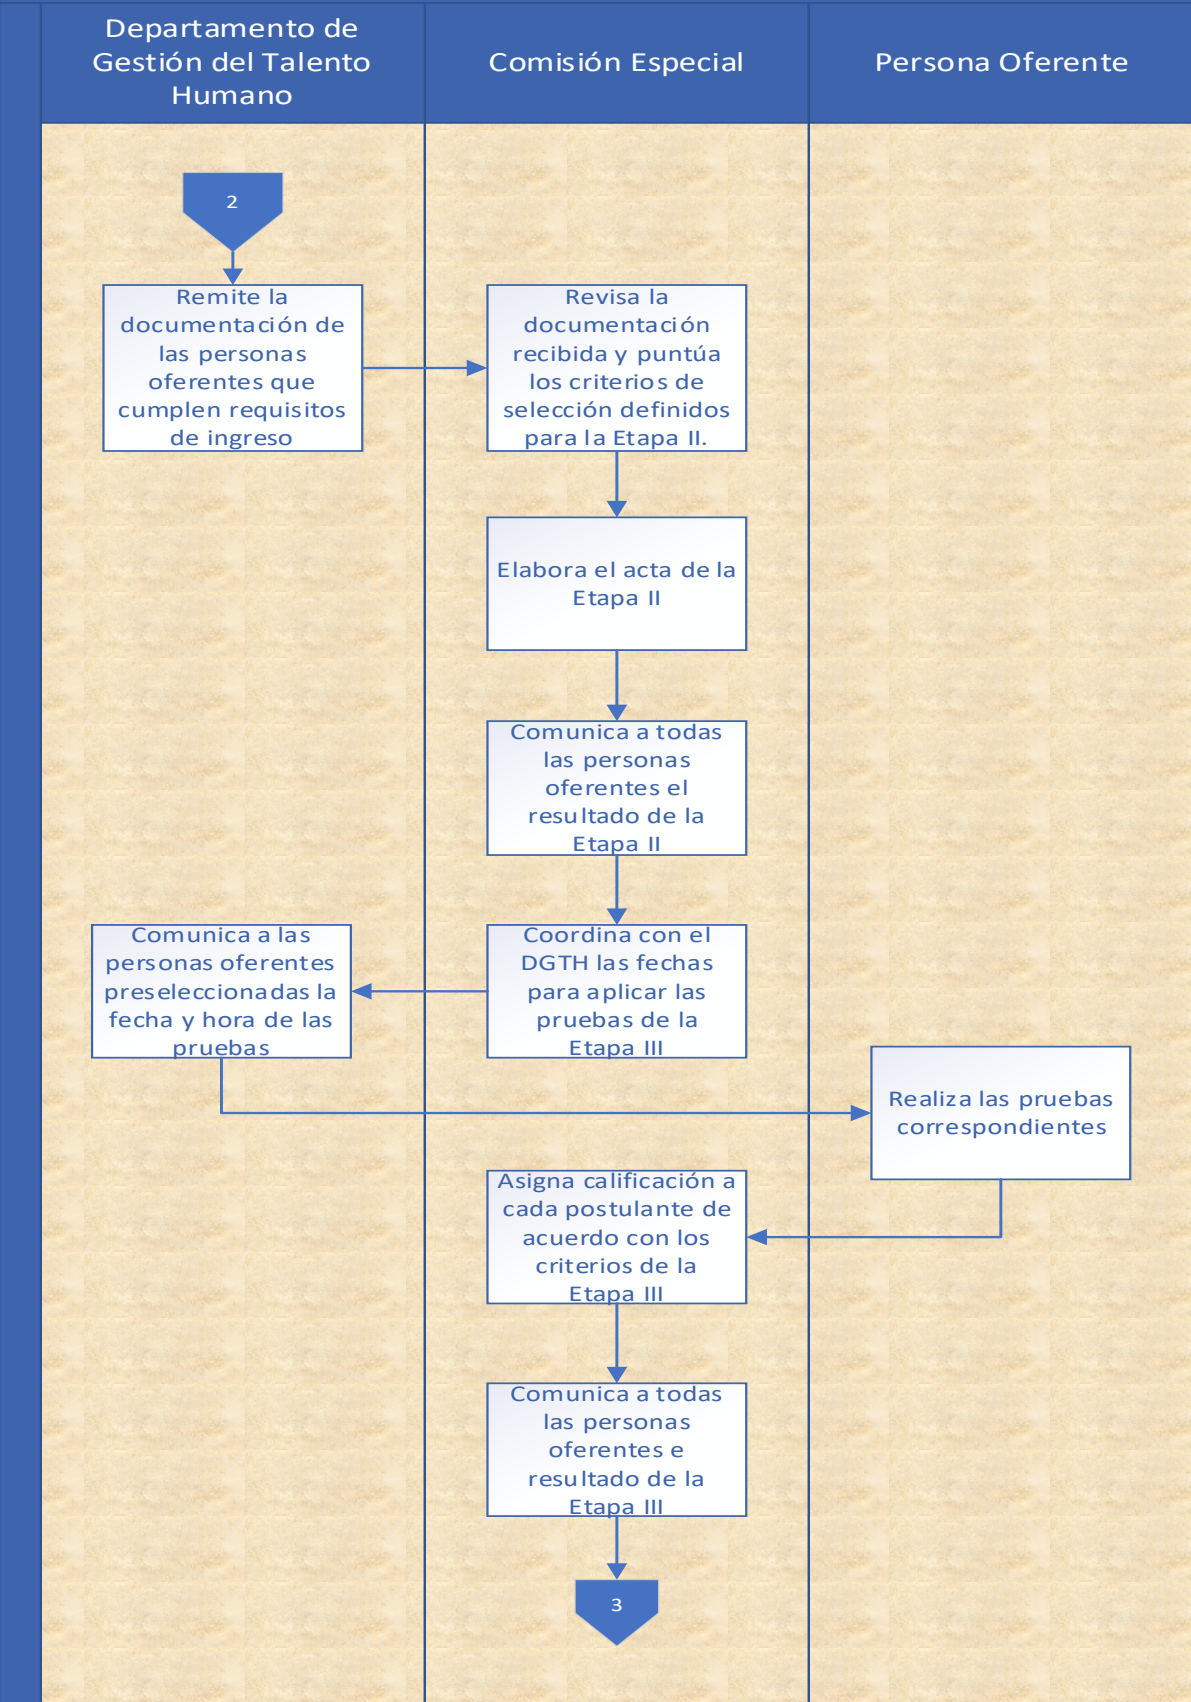 Departamento de
Gestión del Talento
Humano
Comisión Especial
Persona Oferente
2
Remite la
documentación de
las personas
oferentes que
cumplen requisitos
de ingreso
Revisa la
documentación
recibida y puntúa
los criterios de
selección definidos
para la Etapa II.
Elabora el acta de la
Etapa II
Comunica a todas
las personas
oferentes el
resultado de la
Etapa II
Coordina con el
DGTH las fechas
para aplicar las
pruebas de la
Etapa III
Comunica a las
personas oferentes
preseleccionadas la
fecha y hora de las
pruebas
Realiza las pruebas
correspondientes
Asigna calificación a
cada postulante de
acuerdo con los
criterios de la
Etapa III
Comunica a todas
las personas
oferentes e
resultado de la
Etapa III
3